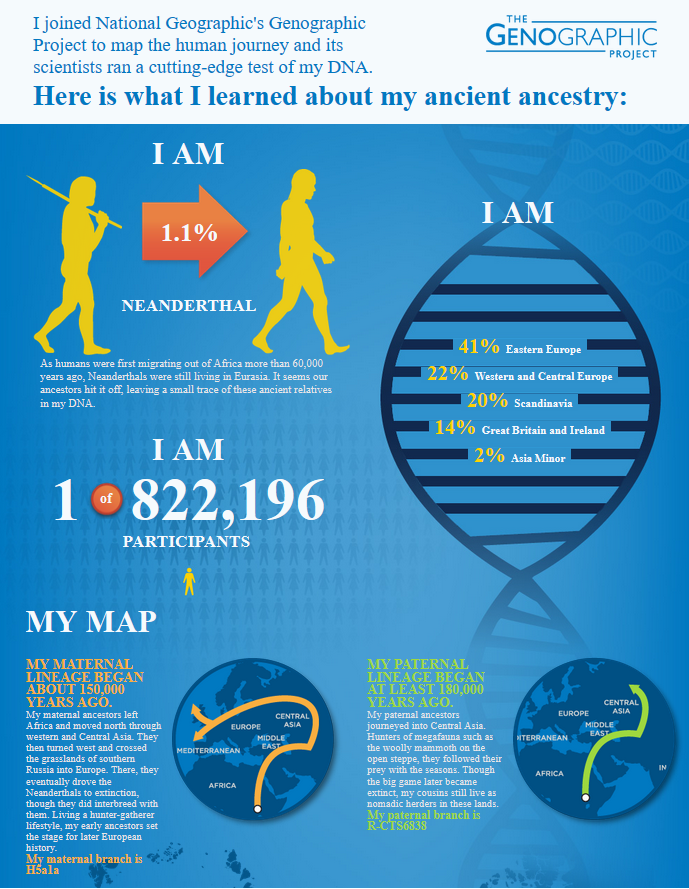 I joined National Geographic's Genographic
Project to map the human journey and its
scientists ran a cutting-edge test of my DNA.
Here is what I learned about my ancient ancestry:
THE
GENOGRAPHIC
PROJECT
I AM
1.1%
NEANDERTHAL
As humans were first migrating out of Africa more than 60,000
years ago, Neanderthals were still living in Eurasia. It seems our
ancestors hit it off, leaving a small trace of these ancient relatives
in my DNA.
I AM
41% Eastern Europe
22% Western and Central Europe
20% Scandinavia
14% Great Britain and Ireland
2% Asia Minor
I AM
1 of 822,196
PARTICIPANTS
MY MAP
MY MATERNAL
LINEAGE BEGAN
ABOUT 150,000
YEARS AGO.
My maternal ancestors left
Africa and moved north through
western and Central Asia. They
then turned west and crossed
the grasslands of southern
Russia into Europe. There, they
eventually drove the
Neanderthals to extinction,
though they did interbreed with
them. Living a hunter-gatherer
lifestyle, my early ancestors set
the stage for later European
history.
My maternal branch is
H5a1a
EUROPE
CENTRAL
ASIA
MIDDLE
EAST
MEDITERRANEAN
AFRICA
MY PATERNAL
LINEAGE BEGAN
AT LEAST 180,000
YEARS AGO.
My paternal ancestors
journeyed into Central Asia.
Hunters of megafauna such as
the woolly mammoth on the
open steppe, they followed their
prey with the seasons. Though
the big game later became
extinct, my cousins still live as
nomadic herders in these lands.
My paternal branch is
R-CTS6838
CENTRAL
ASIA
EUROPE
MIDDLE
EAST
ITERRANEAN
AFRICA
IN